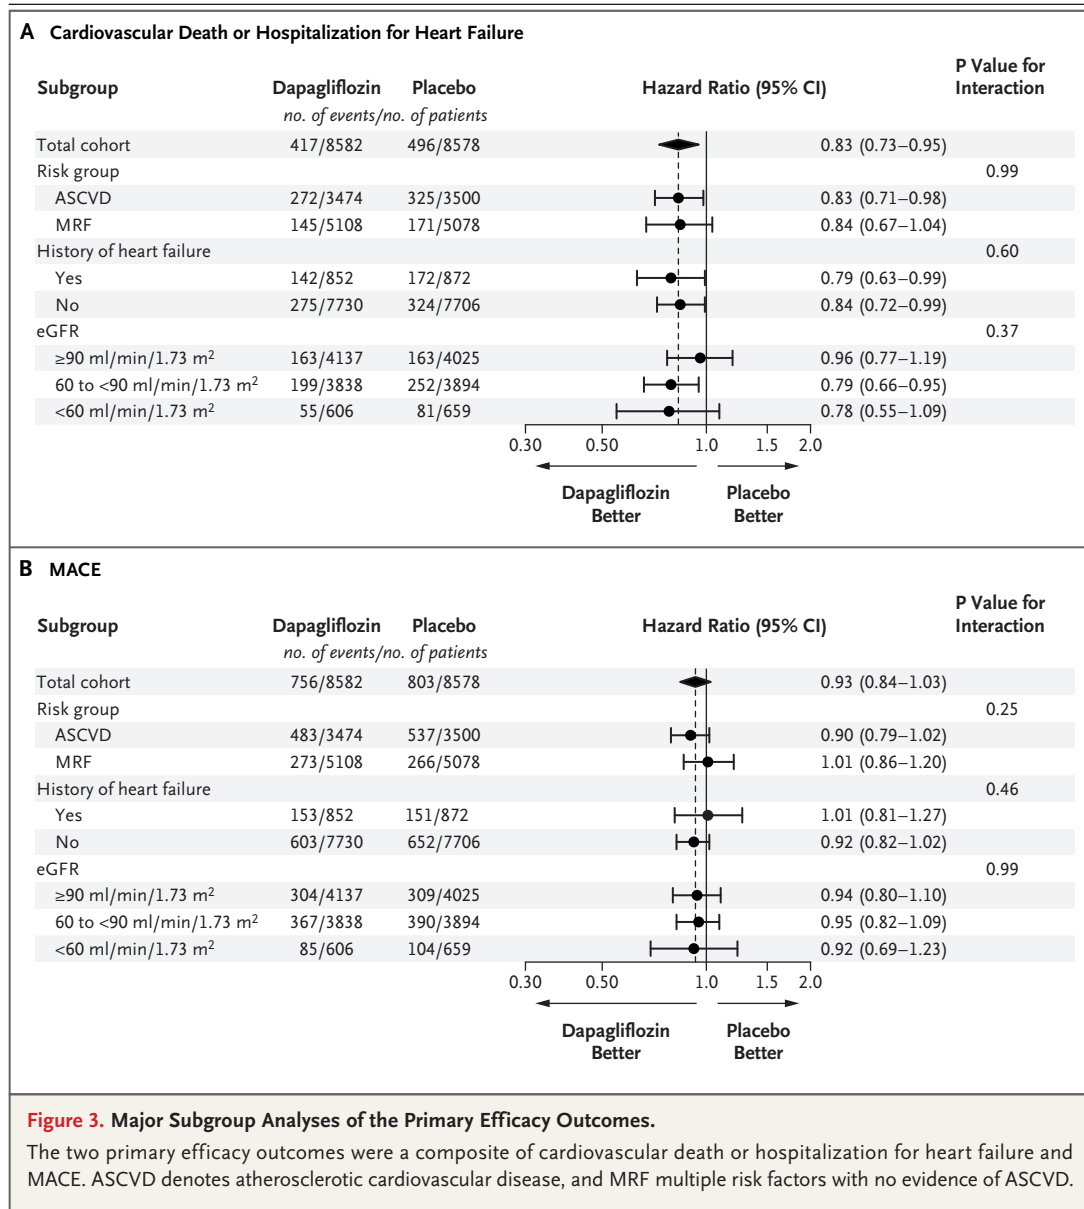 A Cardiovascular Death or Hospitalization for Heart Failure
Subgroup Dapagliflozin Placebo Hazard Ratio (95% CI) P Value for Interaction
no. of events/no. of patients
Total cohort 417/8582 496/8578 0.83 (0.73–0.95)
Risk group 0.99
ASCVD 272/3474 325/3500 0.83 (0.71–0.98)
MRF 145/5108 171/5078 0.84 (0.67–1.04)
History of heart failure 0.60
Yes 142/852 172/872 0.79 (0.63–0.99)
No 275/7730 324/7706 0.84 (0.72–0.99)
eGFR 0.37
≥90 ml/min/1.73 m² 163/4137 163/4025 0.96 (0.77–1.19)
60 to <90 ml/min/1.73 m² 199/3838 252/3894 0.79 (0.66–0.95)
<60 ml/min/1.73 m² 55/606 81/659 0.78 (0.55–1.09)
0.30 0.50 1.0 1.5 2.0
Dapagliflozin Better Placebo Better
B MACE
Subgroup Dapagliflozin Placebo Hazard Ratio (95% CI) P Value for Interaction
no. of events/no. of patients
Total cohort 756/8582 803/8578 0.93 (0.84–1.03)
Risk group 0.25
ASCVD 483/3474 537/3500 0.90 (0.79–1.02)
MRF 273/5108 266/5078 1.01 (0.86–1.20)
History of heart failure 0.46
Yes 153/852 151/872 1.01 (0.81–1.27)
No 603/7730 652/7706 0.92 (0.82–1.02)
eGFR 0.99
≥90 ml/min/1.73 m² 304/4137 309/4025 0.94 (0.80–1.10)
60 to <90 ml/min/1.73 m² 367/3838 390/3894 0.95 (0.82–1.09)
<60 ml/min/1.73 m² 85/606 104/659 0.92 (0.69–1.23)
0.30 0.50 1.0 1.5 2.0
Dapagliflozin Better Placebo Better
Figure 3. Major Subgroup Analyses of the Primary Efficacy Outcomes.
The two primary efficacy outcomes were a composite of cardiovascular death or hospitalization for heart failure and
MACE. ASCVD denotes atherosclerotic cardiovascular disease, and MRF multiple risk factors with no evidence of ASCVD.